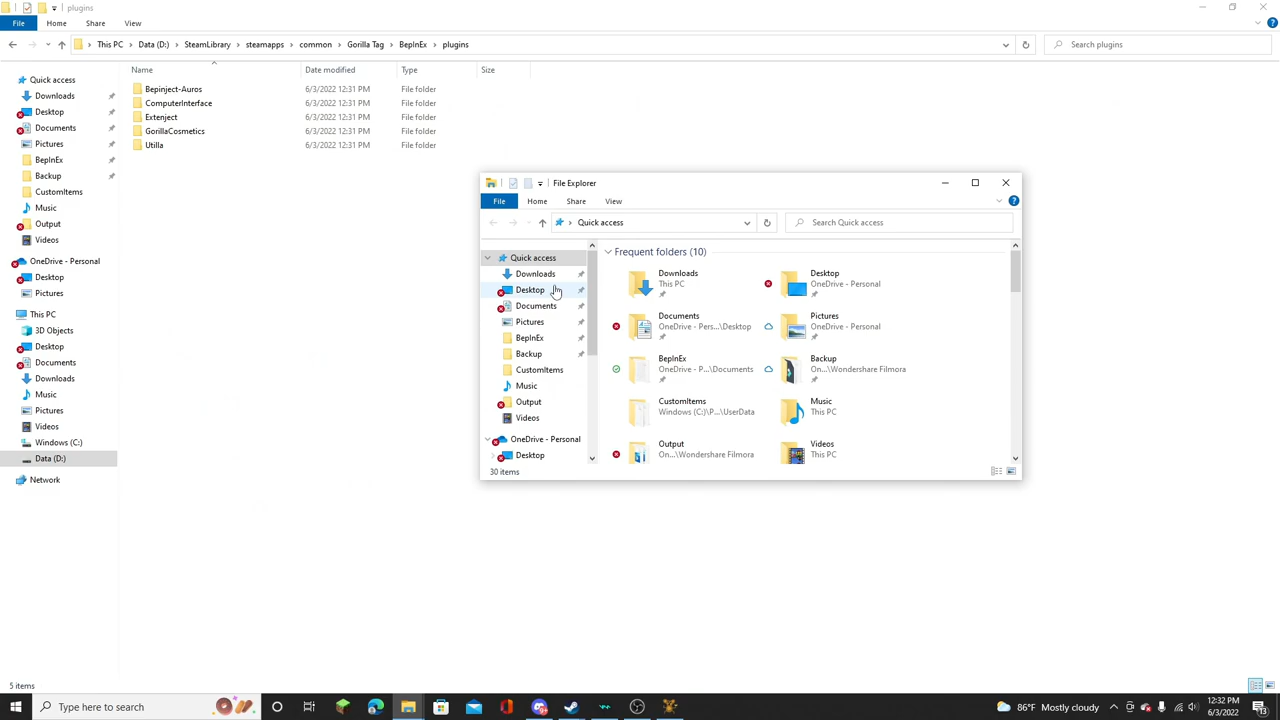 plugins
File Home Share View
This PC Data (D:) SteamLibrary steamapps common Gorilla Tag BepInEx plugins
Search plugins
Quick access
Downloads
Desktop
Documents
Pictures
BepInEx
Backup
CustomItems
Music
Output
Videos
OneDrive - Personal
Desktop
Pictures
This PC
3D Objects
Desktop
Documents
Downloads
Music
Pictures
Videos
Windows (C:)
Data (D:)
Network
Name Date modified Type Size
Bepinject-Auros 6/3/2022 12:31 PM File folder
ComputerInterface 6/3/2022 12:31 PM File folder
Extenject 6/3/2022 12:31 PM File folder
GorillaCosmetics 6/3/2022 12:31 PM File folder
Utilla 6/3/2022 12:31 PM File folder
File Explorer
File Home Share View
Quick access
Search Quick access
Quick access
Downloads
Desktop
Documents
Pictures
BepInEx
Backup
CustomItems
Music
Output
Videos
OneDrive - Personal
Desktop
Frequent folders (10)
Downloads
This PC
Desktop
OneDrive - Personal
Documents
OneDrive - Pers...\Desktop
Pictures
OneDrive - Personal
BepInEx
OneDrive - P...\Documents
Backup
On...\Wondershare Filmora
CustomItems
Windows (C:)\P...\UserData
Music
This PC
Output
On...\Wondershare Filmora
Videos
This PC
30 items
5 items
Type here to search
86°F Mostly cloudy
12:32 PM
6/3/2022